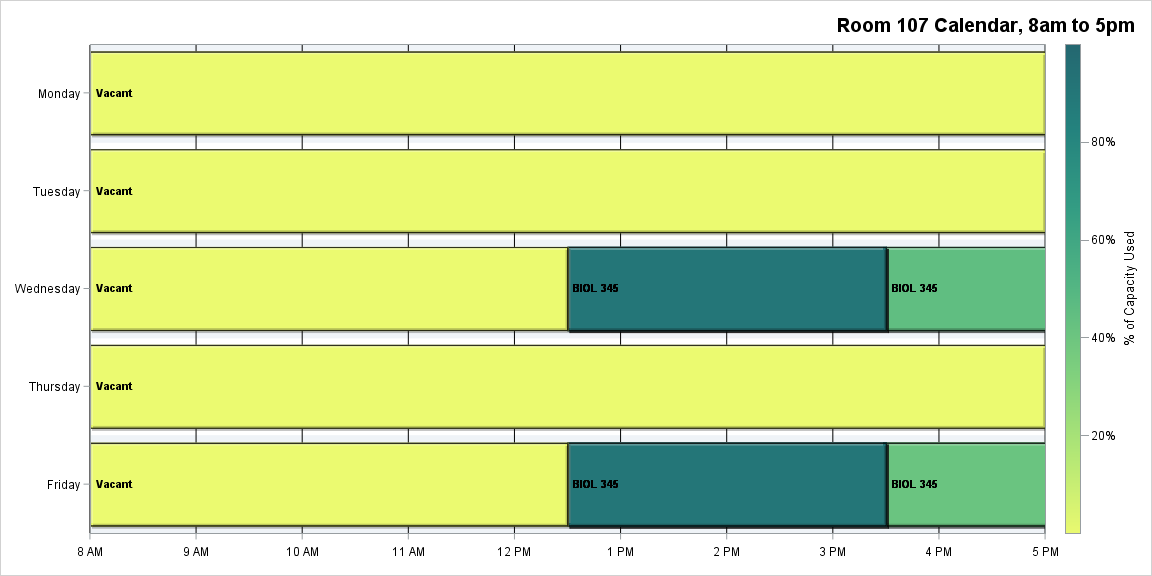 Room 107 Calendar, 8am to 5pm
Monday
Vacant
Tuesday
Vacant
Wednesday
Vacant
BIOL 345
BIOL 345
Thursday
Vacant
Friday
Vacant
BIOL 345
BIOL 345
8 AM
9 AM
10 AM
11 AM
12 PM
1 PM
2 PM
3 PM
4 PM
5 PM
80%
60%
40%
20%
% of Capacity Used